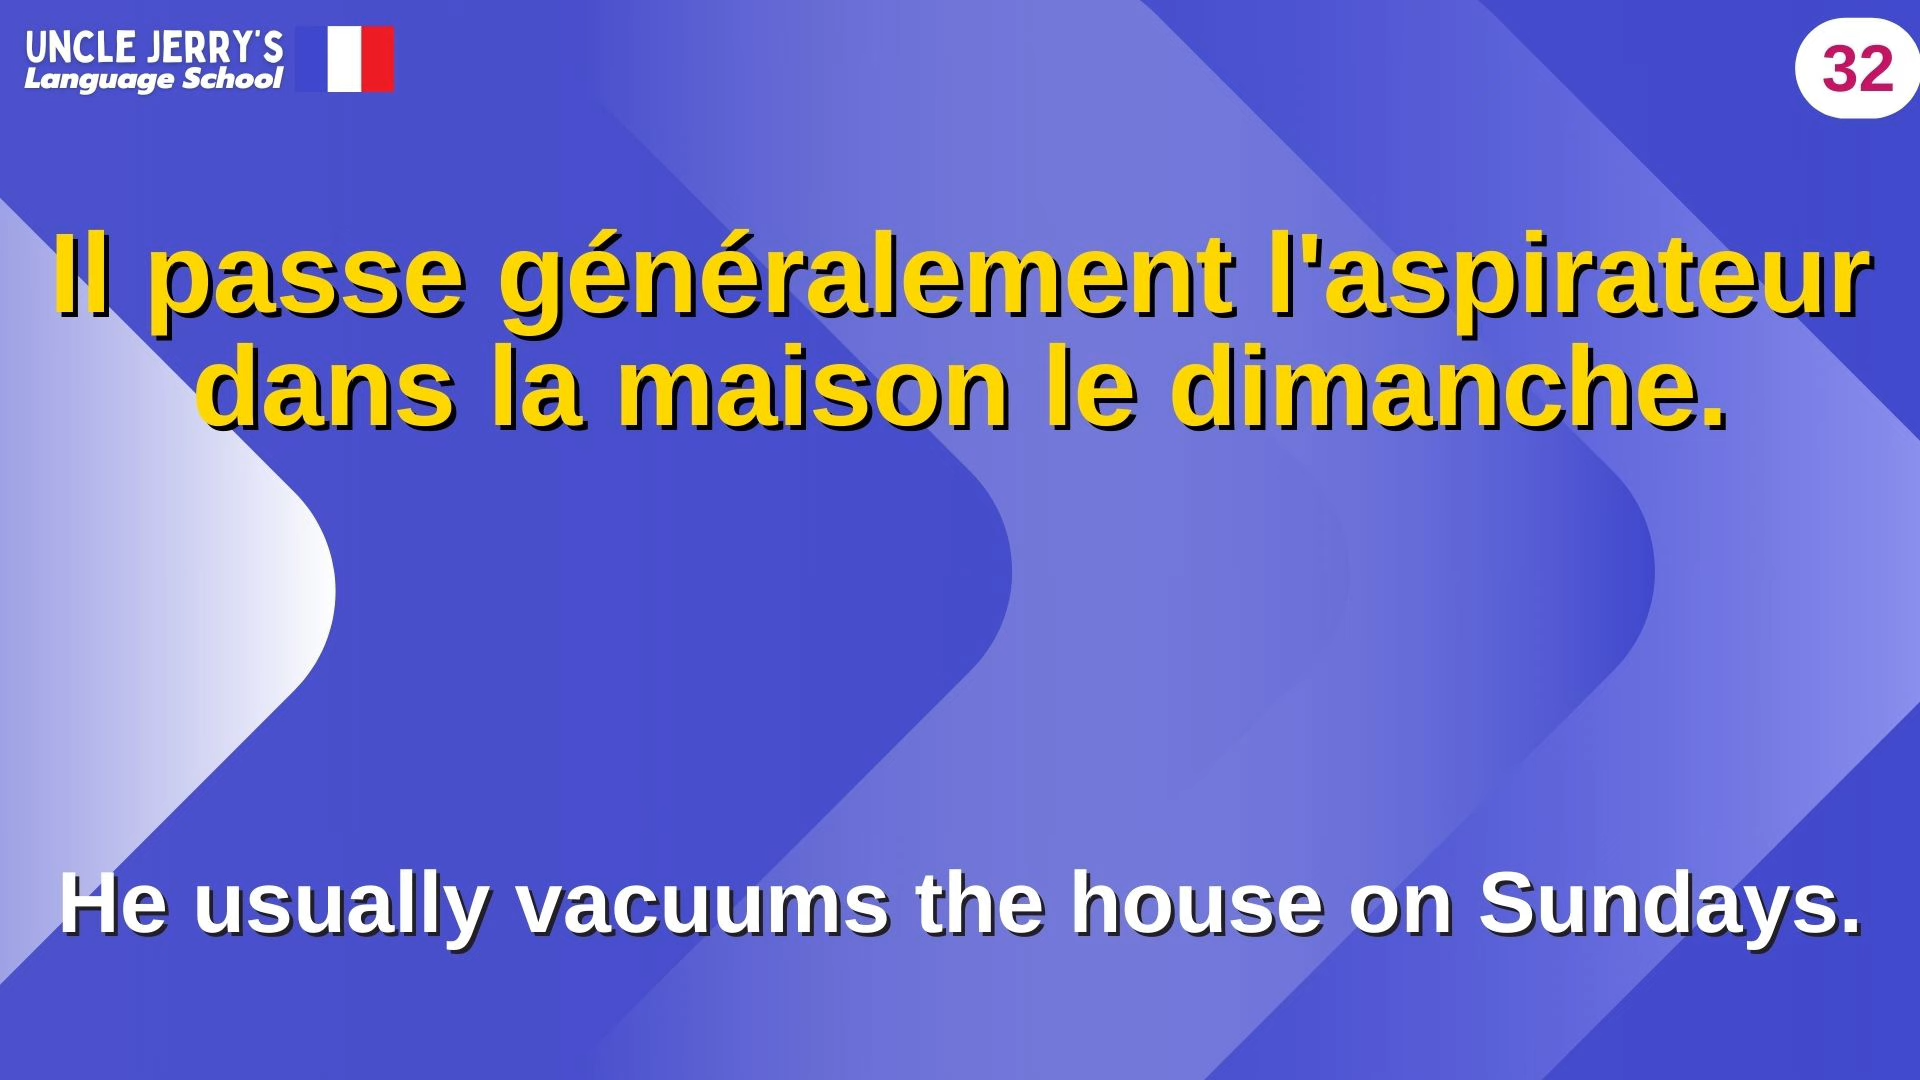 UNCLE JERRY'S
Language School
32
Il passe généralement l'aspirateur
dans la maison le dimanche.
He usually vacuums the house on Sundays.